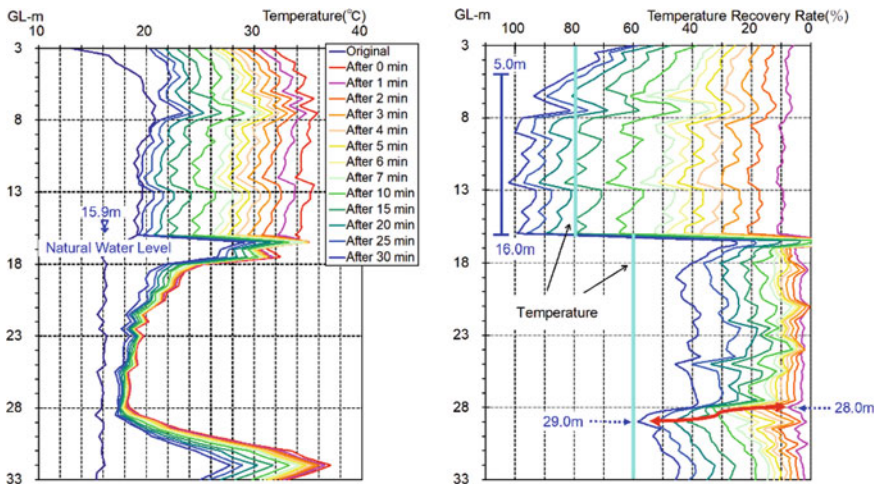 GL-m
Temperature(℃)
10
20
30
40
3
8
13
18
23
28
33
15.9m
Natural Water Level
Original
After 0 min
After 1 min
After 2 min
After 3 min
After 4 min
After 5 min
After 6 min
After 7 min
After 10 min
After 15 min
After 20 min
After 25 min
After 30 min
GL-m
Temperature Recovery Rate(%)
100
80
60
40
20
0
3
8
13
18
23
28
33
5.0m
16.0m
Temperature
29.0m
28.0m